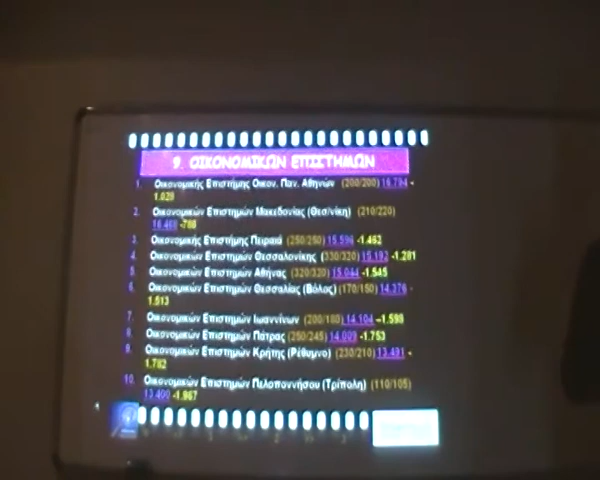 9. ΟΙΚΟΝΟΜΙΚΩΝ ΕΠΙΣΤΗΜΩΝ
1. Οικονομικής Επιστήμης Οικον. Παν. Αθηνών (200/200) 16.794 -
1.029
2. Οικονομικών Επιστημών Μακεδονίας (Θεσ/νίκη) (210/220)
16.468 -788
3. Οικονομικής Επιστήμης Πειραιά (250/250) 15.596 -1.462
4. Οικονομικών Επιστημών Θεσσαλονίκης (330/320) 15.192 -1.281
5. Οικονομικών Επιστημών Αθήνας (320/320) 15.044 -1.545
6. Οικονομικών Επιστημών Θεσσαλίας (Βόλος) (170/150) 14.376 -
1.513
7. Οικονομικών Επιστημών Ιωαννίνων (200/180) 14.104 -1.598
8. Οικονομικών Επιστημών Πάτρας (250/245) 14.009 -1.753
9. Οικονομικών Επιστημών Κρήτης (Ρέθυμνο) (230/210) 13.491 -
1.782
10. Οικονομικών Επιστημών Πελοποννήσου (Τρίπολη) (110/105)
13.400 -1.967